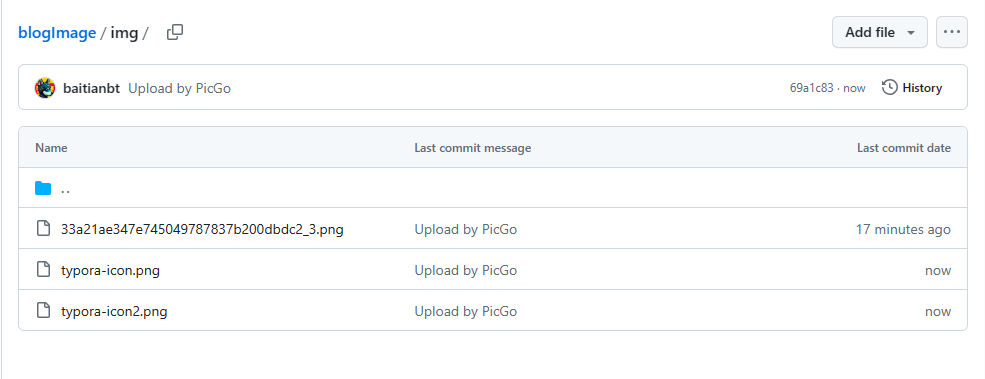 blogImage / img /
Add file
baitianbt Upload by PicGo
69a1c83 · now
History
Name Last commit message Last commit date
..
33a21ae347e745049787837b200dbdc2_3.png Upload by PicGo 17 minutes ago
typora-icon.png Upload by PicGo now
typora-icon2.png Upload by PicGo now